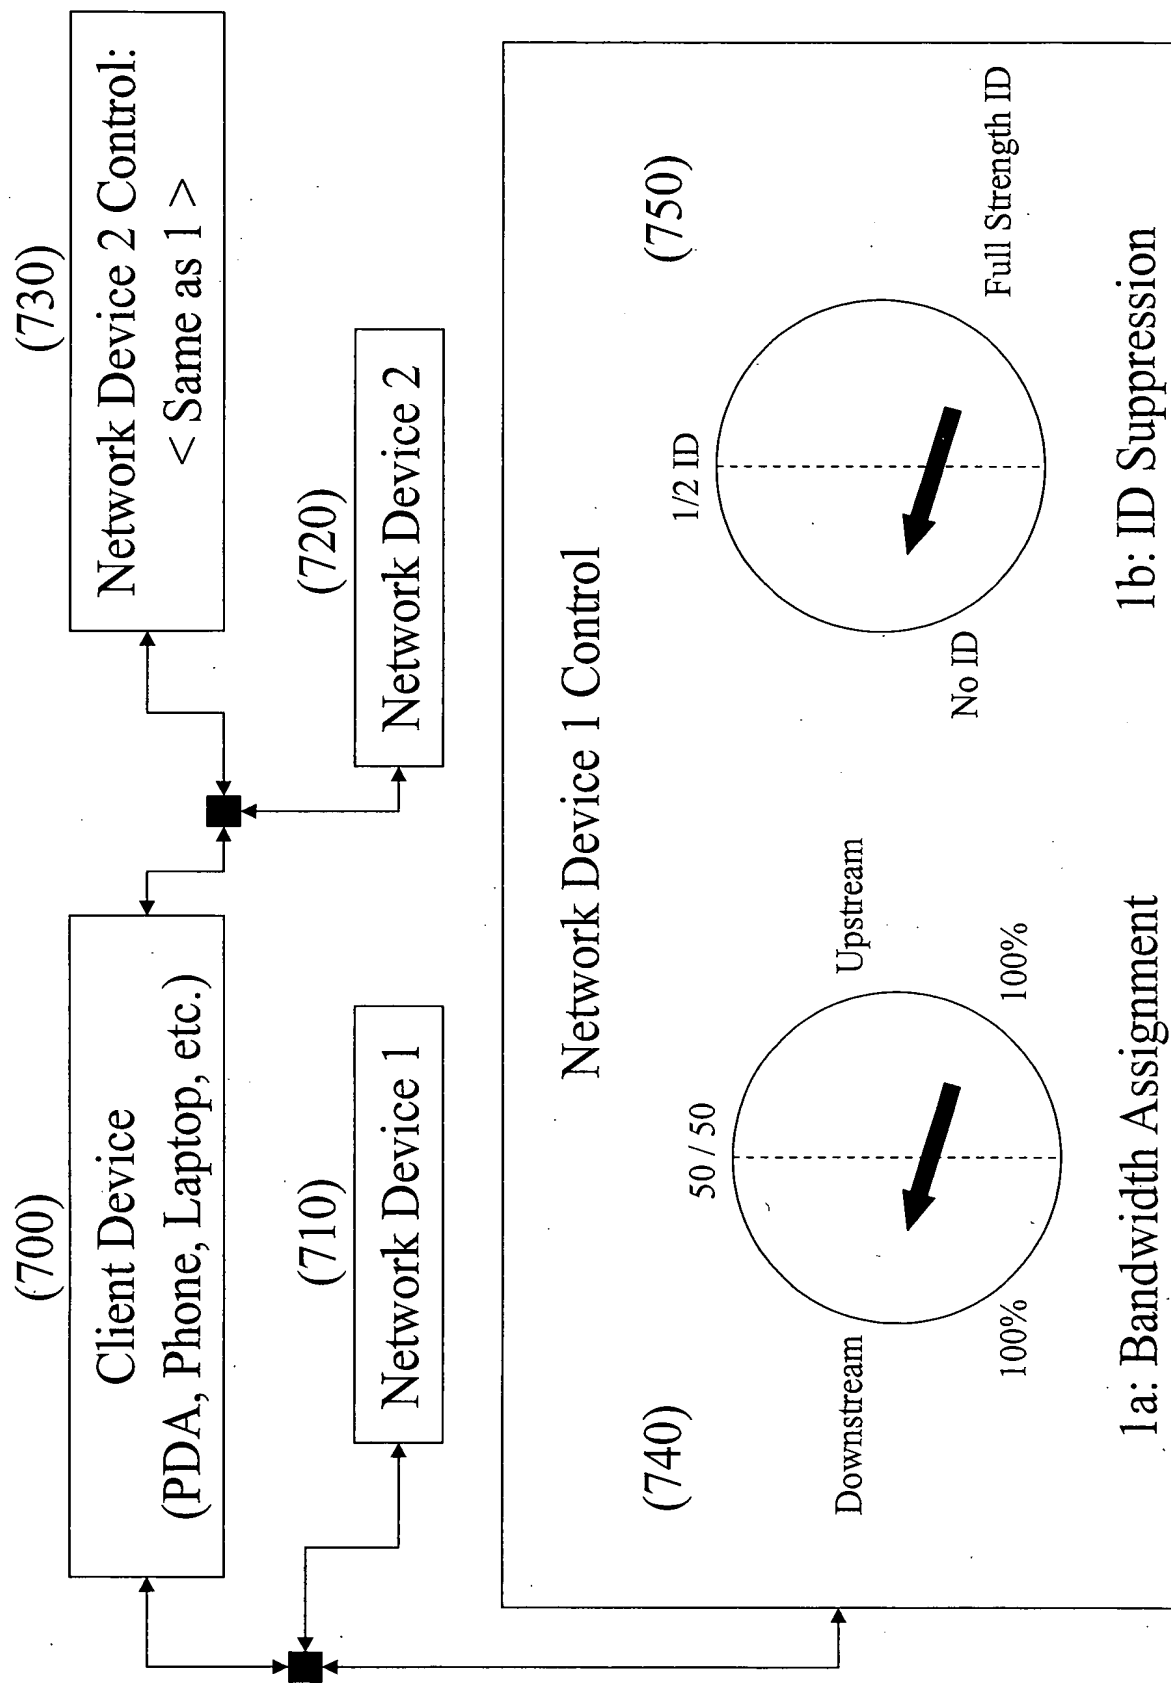 (700)
Client Device
(PDA, Phone, Laptop, etc.)
(730)
Network Device 2 Control:
< Same as 1 >
(710)
Network Device 1
(720)
Network Device 2
Network Device 1 Control
(740)
50 / 50
Downstream
Upstream
100%
100%
1a: Bandwidth Assignment
(750)
1/2 ID
No ID
Full Strength ID
1b: ID Suppression